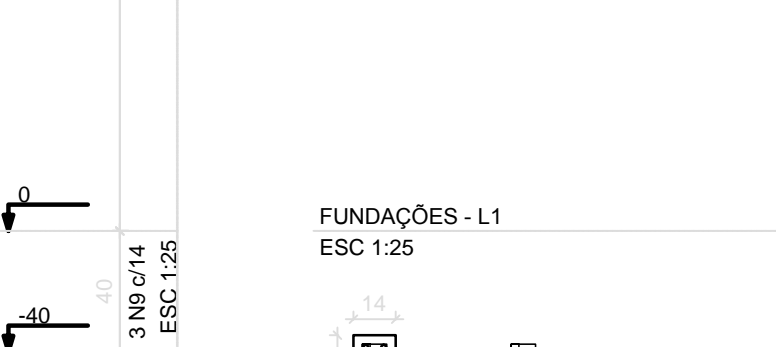 0
FUNDAÇÕES - L1
ESC 1:25
3 N9 c/14
ESC 1:25
40
14
-40